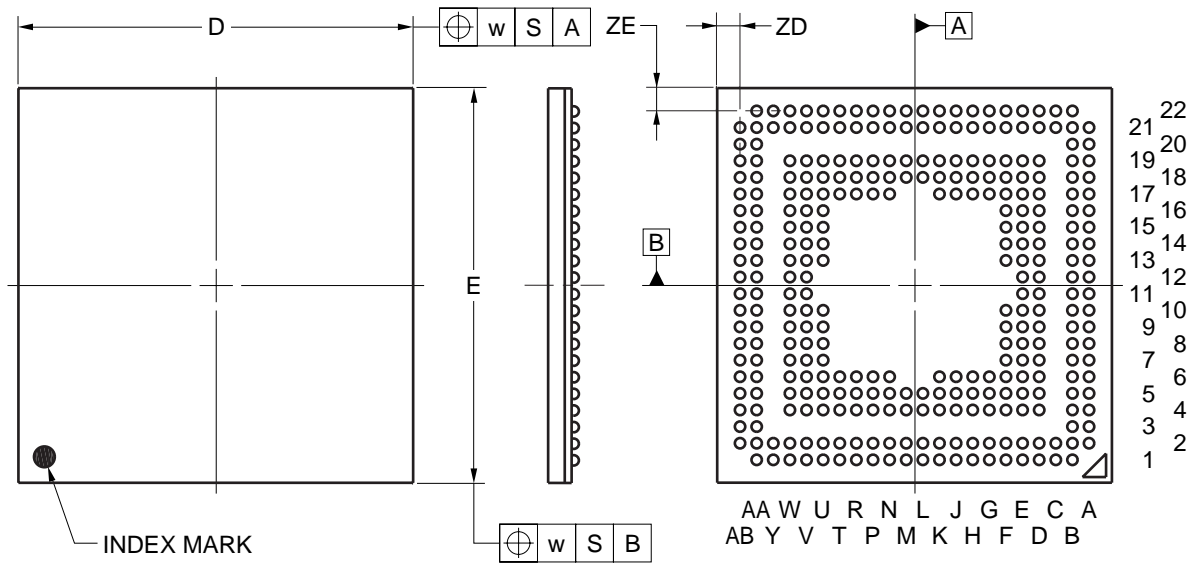 D
w S A
ZE
ZD
A
22
21
20
19
18
17
16
15
14
13
12
11
10
9
8
7
6
5
4
3
2
1
B
E
INDEX MARK
w S B
AA W U R N L J G E C A
AB Y V T P M K H F D B